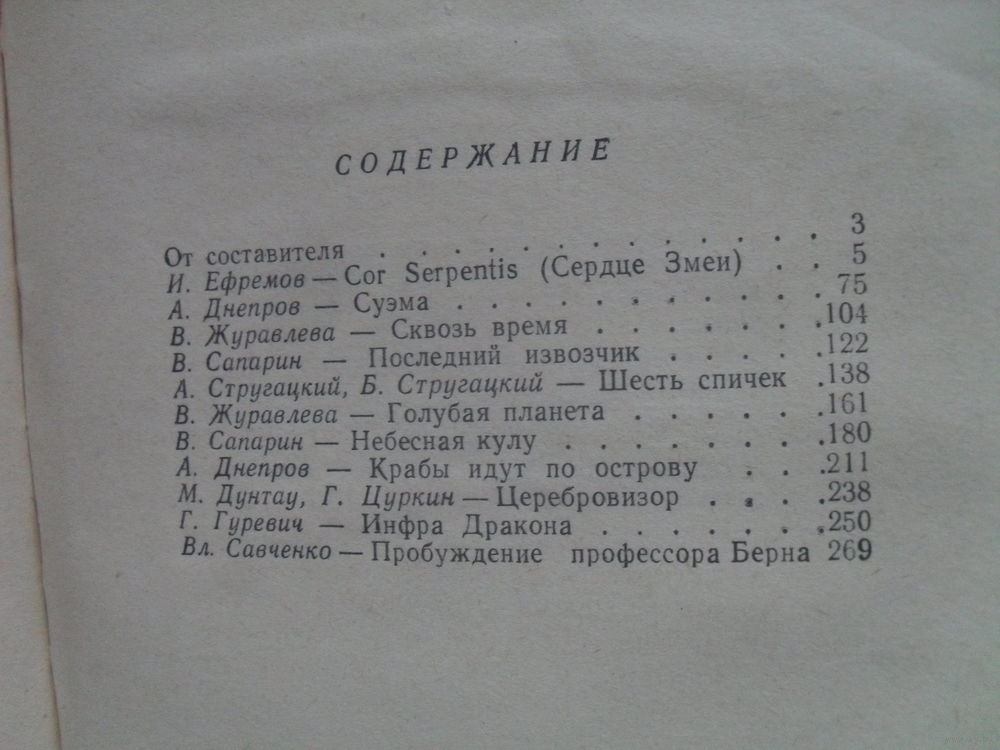 СОДЕРЖАНИЕ
От составителя . . . . . . . . . . . . . 3
И. Ефремов — Cor Serpentis (Сердце Змеи) . . 5
А. Днепров — Суэма . . . . . . . . . . . 75
В. Журавлева — Сквозь время . . . . . . . 104
В. Сапарин — Последний извозчик . . . . . 122
А. Стругацкий, Б. Стругацкий — Шесть спичек . 138
В. Журавлева — Голубая планета . . . . . . 161
В. Сапарин — Небесная кулу . . . . . . . . 180
А. Днепров — Крабы идут по острову . . . 211
М. Дунтау, Г. Цуркин — Церебровизор . . . . 238
Г. Гуревич — Инфра Дракона . . . . . . . 250
Вл. Савченко — Пробуждение профессора Берна 269